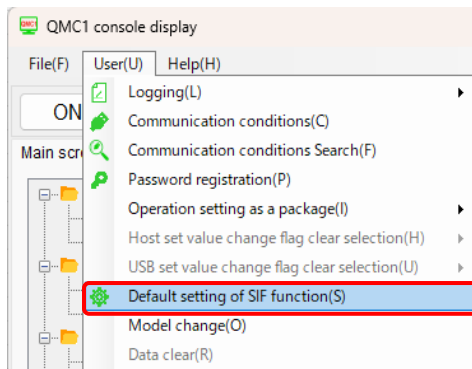 QMC1 console display
File(F) User(U) Help(H)
Logging(L)
ON
Communication conditions(C)
Main scr
Communication conditions Search(F)
Password registration(P)
Operation setting as a package(I)
Host set value change flag clear selection(H)
USB set value change flag clear selection(U)
Default setting of SIF function(S)
Model change(O)
Data clear(R)